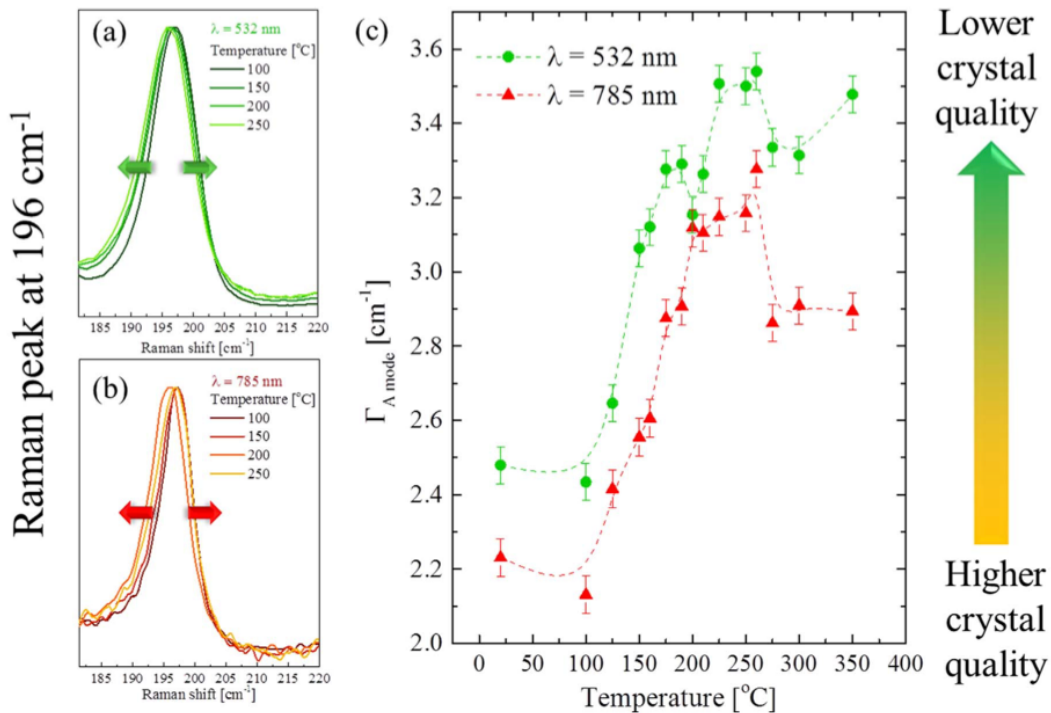 Raman peak at 196 cm-1
(a)
λ = 532 nm
Temperature [oC]
100
150
200
250
185 190 195 200 205 210 215 220
Raman shift [cm-1]
(b)
λ = 785 nm
Temperature [oC]
100
150
200
250
185 190 195 200 205 210 215 220
Raman shift [cm-1]
(c)
λ = 532 nm
λ = 785 nm
ΓA mode [cm-1]
3.6
3.4
3.2
3.0
2.8
2.6
2.4
2.2
2.0
0 50 100 150 200 250 300 350 400
Temperature [oC]
Lower
crystal
quality
Higher
crystal
quality